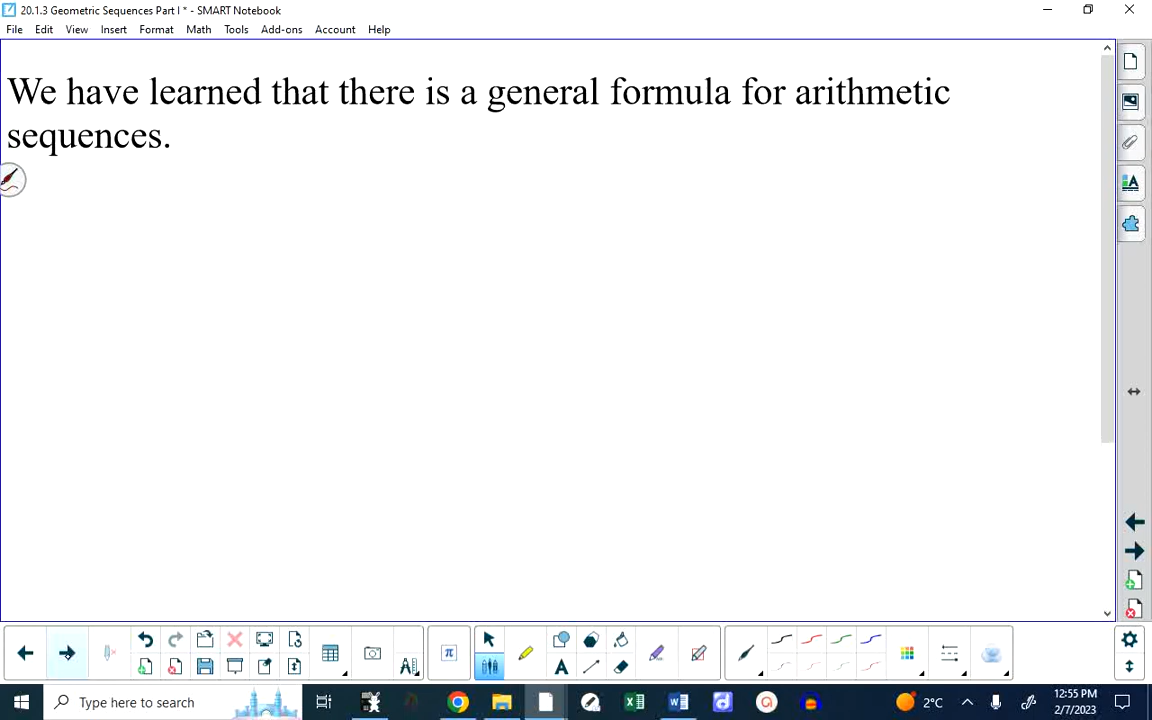 20.1.3 Geometric Sequences Part I * - SMART Notebook
File Edit View Insert Format Math Tools Add-ons Account Help
We have learned that there is a general formula for arithmetic
sequences.
π
A
Type here to search
2°C
12:55 PM
2/7/2023